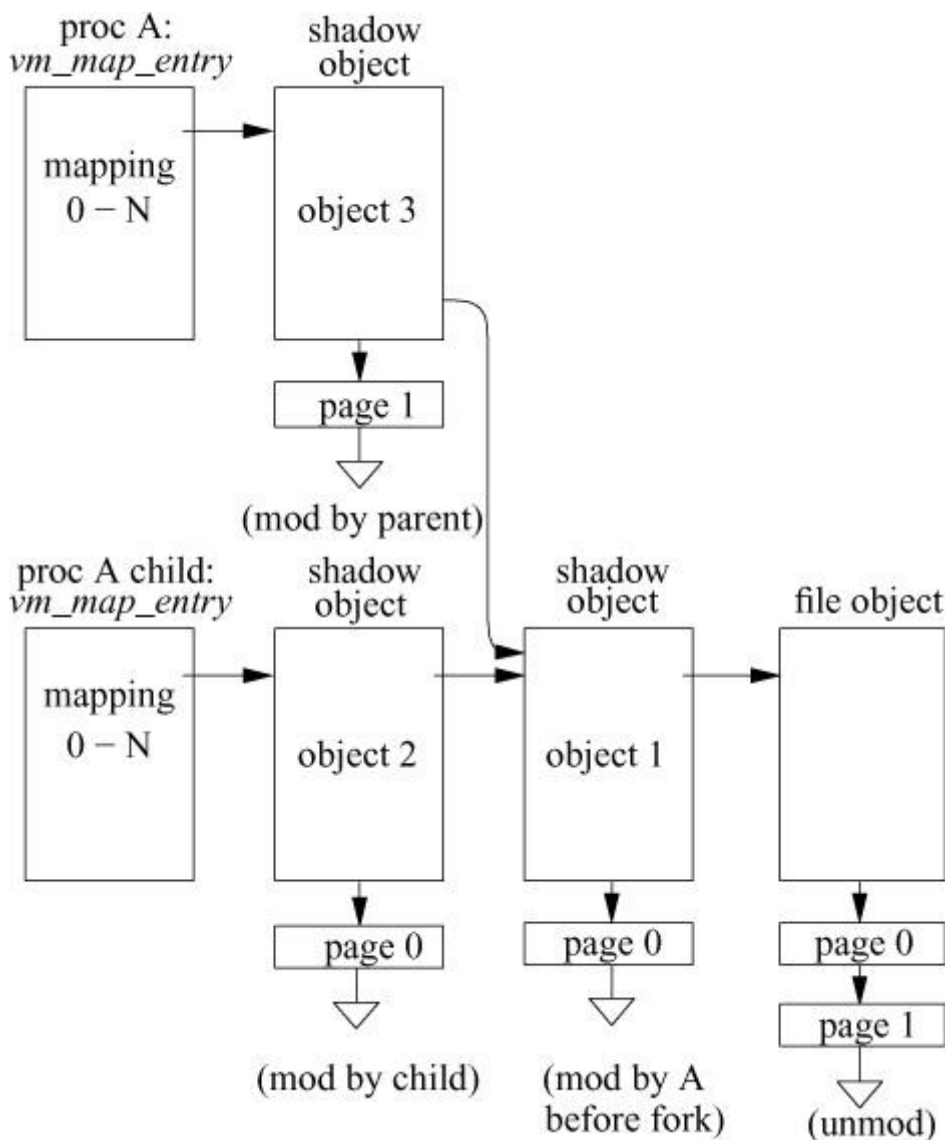 proc A:
vm_map_entry
shadow
object
mapping
0 – N
object 3
page 1
(mod by parent)
proc A child:
vm_map_entry
shadow
object
shadow
object
file object
mapping
0 – N
object 2
object 1
page 0
page 0
page 0
page 1
(mod by child)
(mod by A
before fork)
(unmod)